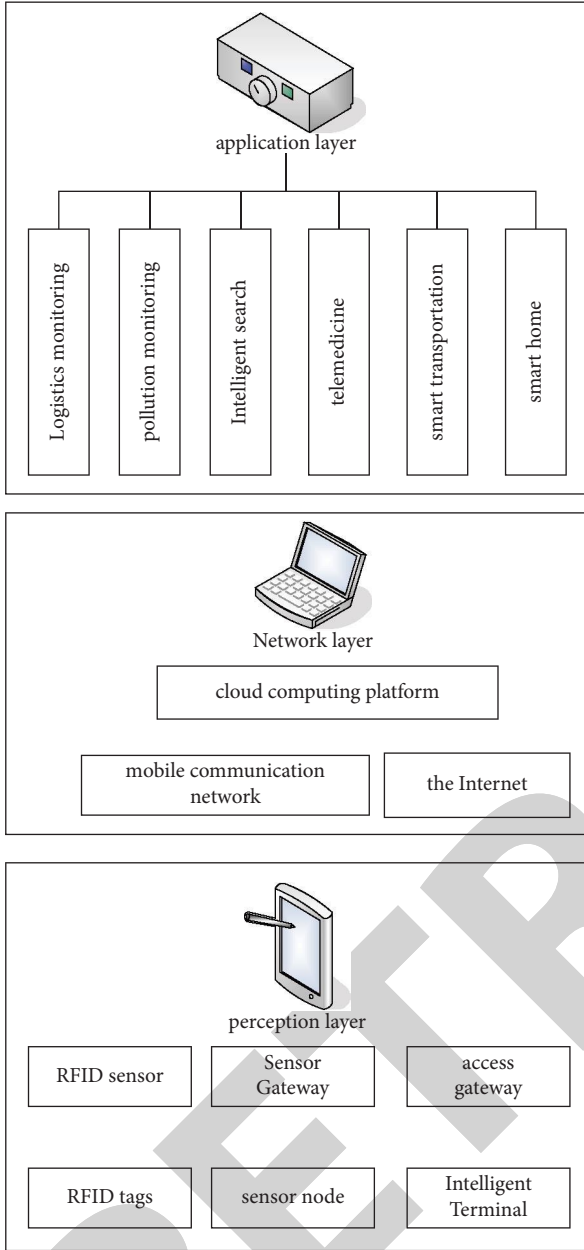 application layer
Logistics monitoring
pollution monitoring
Intelligent search
telemedicine
smart transportation
smart home
Network layer
cloud computing platform
mobile communication
network
the Internet
perception layer
RFID sensor
Sensor
Gateway
access
gateway
RFID tags
sensor node
Intelligent
Terminal